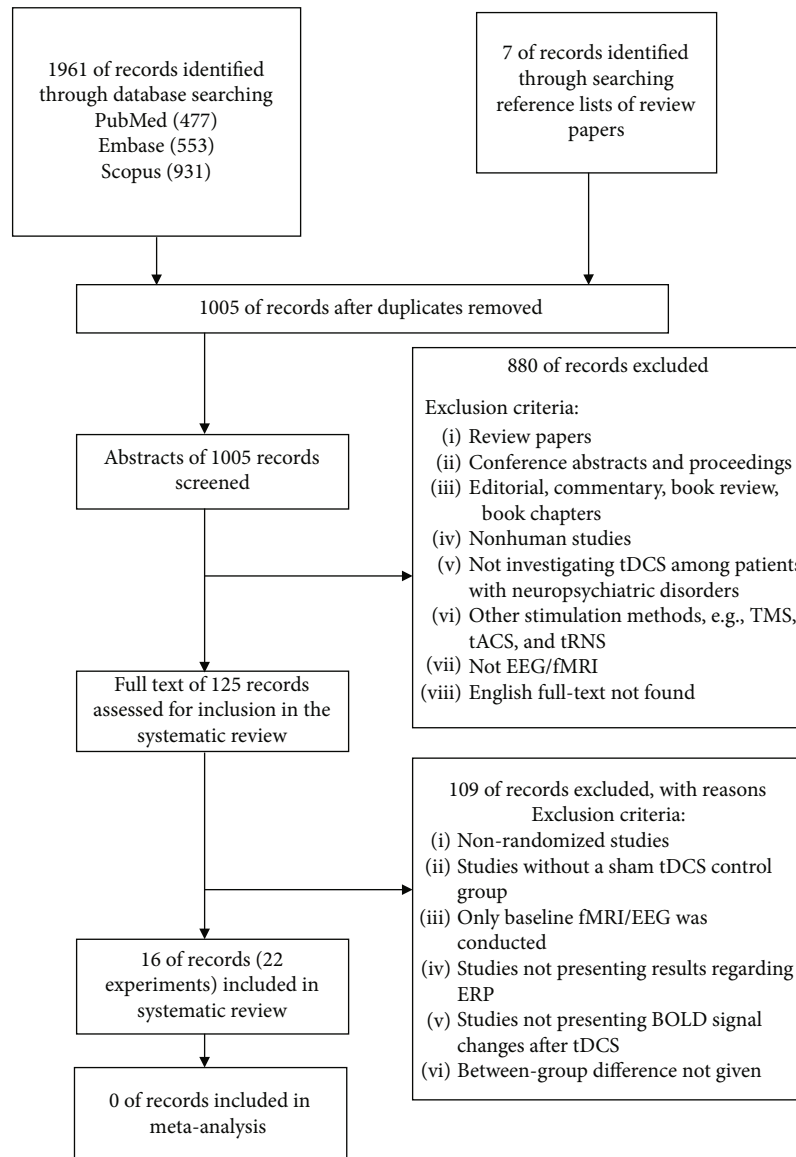 1961 of records identified
through database searching
PubMed (477)
Embase (553)
Scopus (931)
7 of records identified
through searching
reference lists of review
papers
1005 of records after duplicates removed
880 of records excluded
Exclusion criteria:
(i) Review papers
(ii) Conference abstracts and proceedings
(iii) Editorial, commentary, book review,
book chapters
(iv) Nonhuman studies
(v) Not investigating tDCS among patients
with neuropsychiatric disorders
(vi) Other stimulation methods, e.g., TMS,
tACS, and tRNS
(vii) Not EEG/fMRI
(viii) English full-text not found
Abstracts of 1005 records
screened
Full text of 125 records
assessed for inclusion in the
systematic review
109 of records excluded, with reasons
Exclusion criteria:
(i) Non-randomized studies
(ii) Studies without a sham tDCS control
group
(iii) Only baseline fMRI/EEG was
conducted
(iv) Studies not presenting results regarding
ERP
(v) Studies not presenting BOLD signal
changes after tDCS
(vi) Between-group difference not given
16 of records (22
experiments) included in
systematic review
0 of records included in
meta-analysis